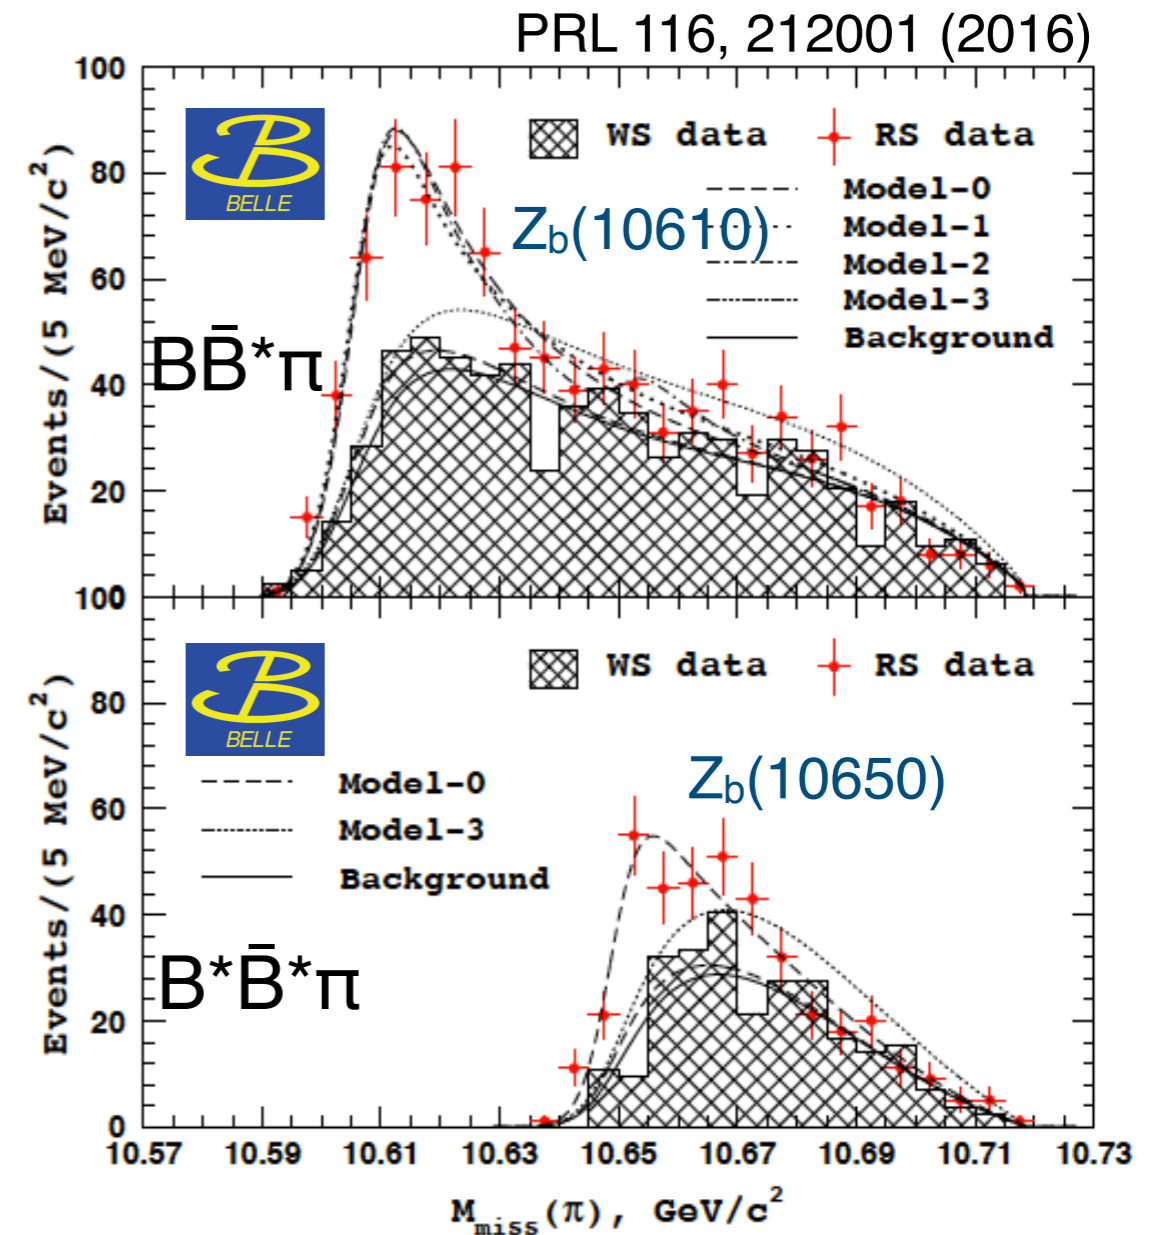 PRL 116, 212001 (2016)
100
80
60
40
20
100
80
60
40
20
0
Events/(5 MeV/c²)
BELLE
WS data
RS data
Z_b(10610)
Model-0
Model-1
Model-2
Model-3
Background
BB̄*π
Events/(5 MeV/c²)
BELLE
WS data
RS data
Z_b(10650)
Model-0
Model-3
Background
B*B̄*π
10.57 10.59 10.61 10.63 10.65 10.67 10.69 10.71 10.73
M_miss(π), GeV/c²